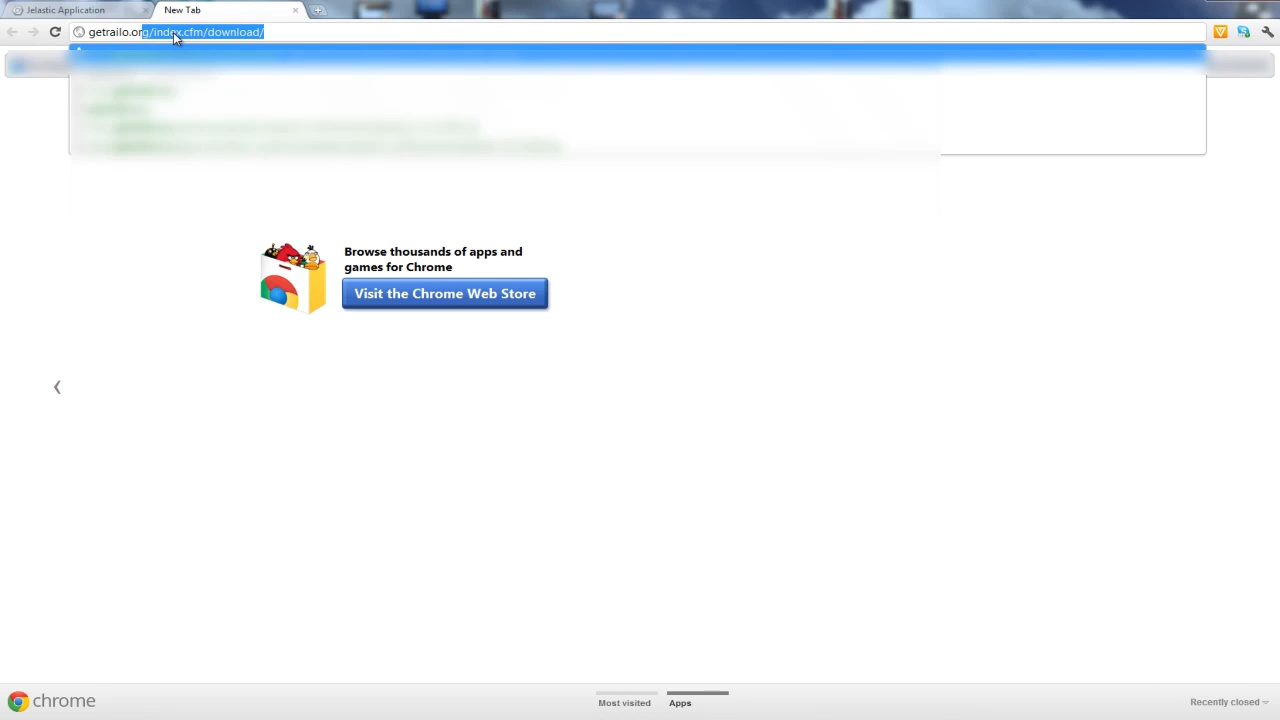 Jelastic Application
New Tab
getrailo.org/index.cfm/download/
Browse thousands of apps and
games for Chrome
Visit the Chrome Web Store
chrome
Most visited
Apps
Recently closed